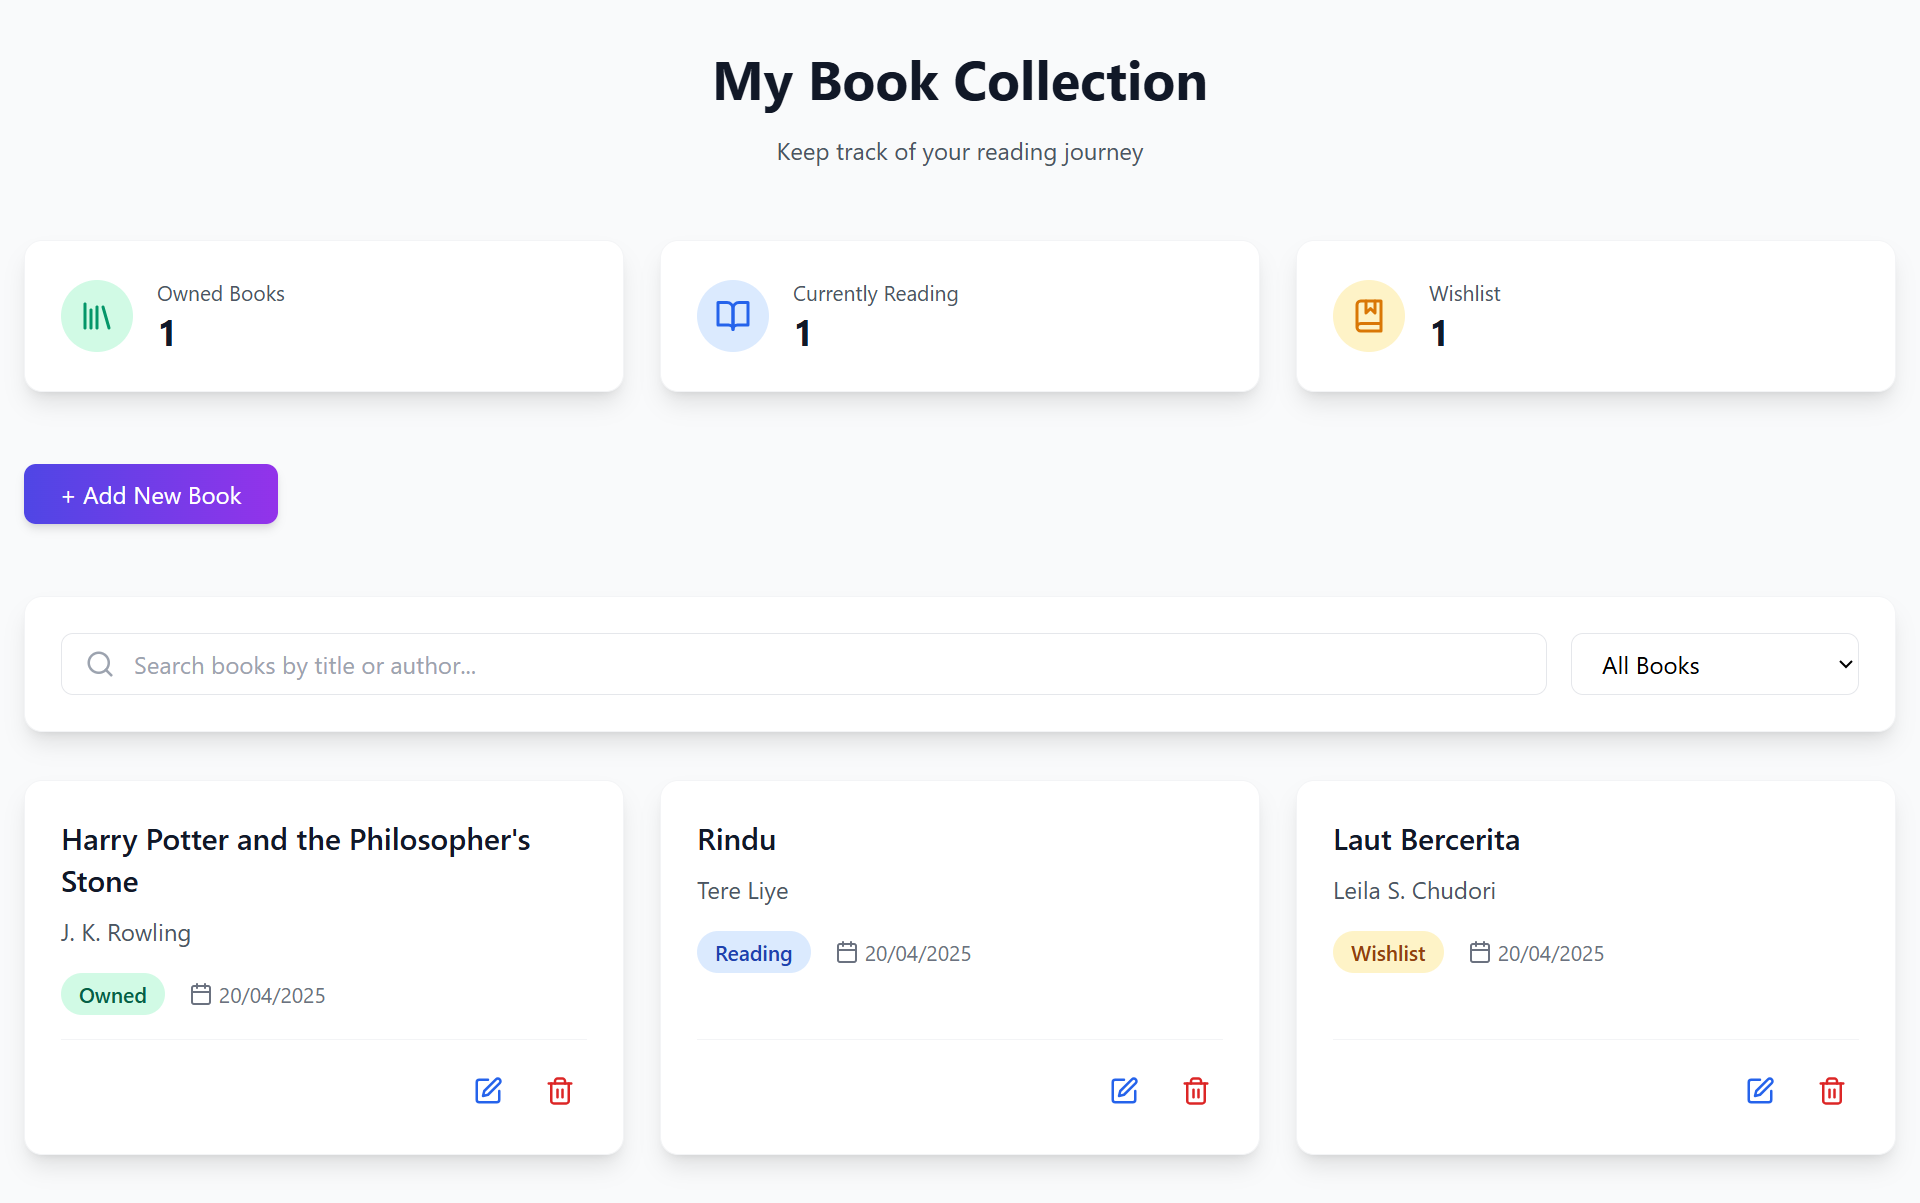 My Book Collection
Keep track of your reading journey
Owned Books
1
Currently Reading
1
Wishlist
1
+ Add New Book
Search books by title or author...
All Books
Harry Potter and the Philosopher's
Stone
J. K. Rowling
Owned
20/04/2025
Rindu
Tere Liye
Reading
20/04/2025
Laut Bercerita
Leila S. Chudori
Wishlist
20/04/2025